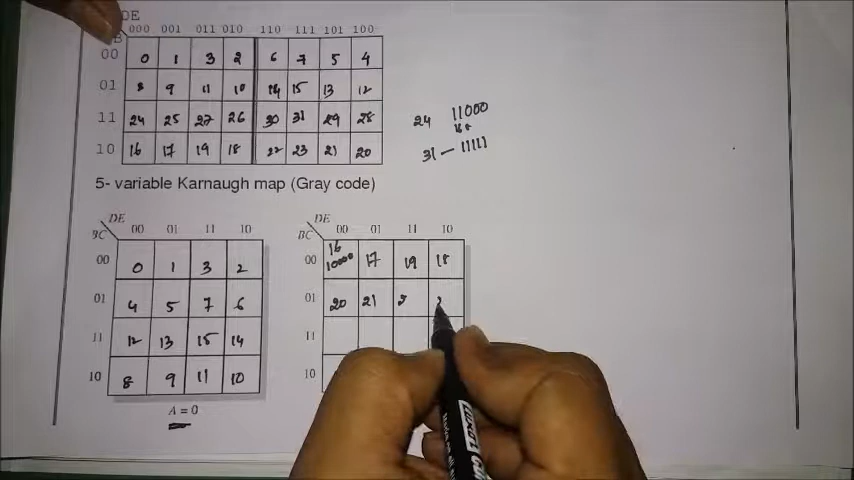 DE
000 001 011 010 110 111 101 100
B
00 0 1 3 2 6 7 5 4
01 8 9 11 10 14 15 13 12
11 24 25 27 26 30 31 29 28
10 16 17 19 18 22 23 21 20
24 11000
16 8
31 – 11111
5- variable Karnaugh map (Gray code)
DE
BC 00 01 11 10
00 0 1 3 2
01 4 5 7 6
11 12 13 15 14
10 8 9 11 10
A = 0
DE
BC 00 01 11 10
00 16 10000 17 19 18
01 20 21 2 2
11
10
LUXOR